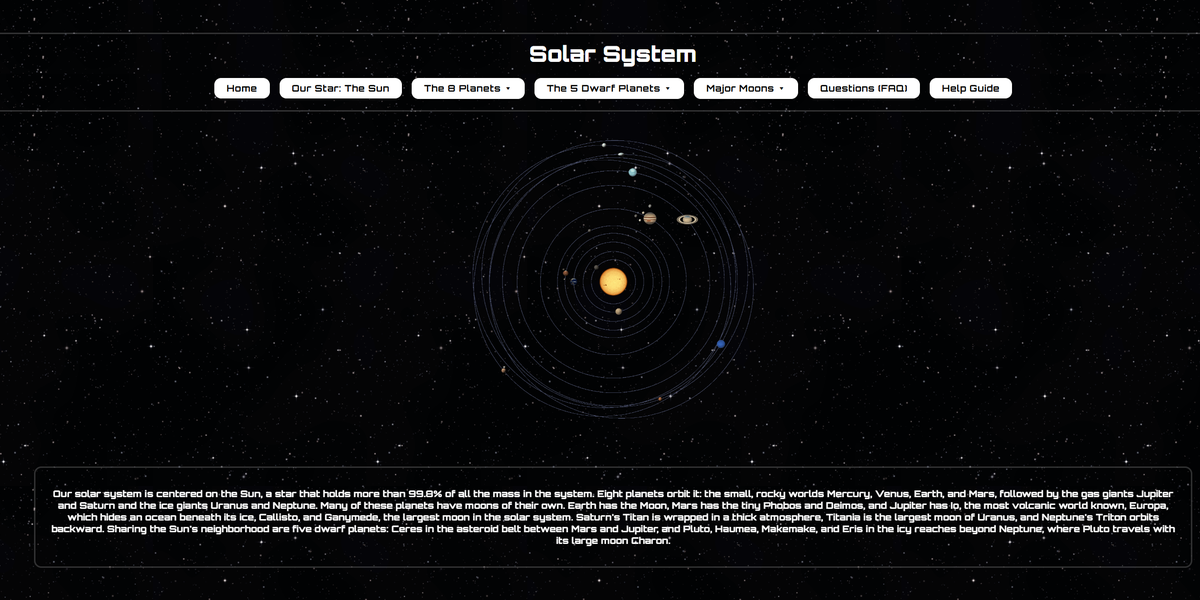 Solar System
Home
Our Star: The Sun
The 8 Planets
The 5 Dwarf Planets
Major Moons
Questions (FAQ)
Help Guide
Our solar system is centered on the Sun, a star that holds more than 99.8% of all the mass in the system. Eight planets orbit it: the small, rocky worlds Mercury, Venus, Earth, and Mars, followed by the gas giants Jupiter
and Saturn and the ice giants Uranus and Neptune. Many of these planets have moons of their own. Earth has the Moon, Mars has the tiny Phobos and Deimos, and Jupiter has Io, the most volcanic world known, Europa,
which hides an ocean beneath its ice, Callisto, and Ganymede, the largest moon in the solar system. Saturn's Titan is wrapped in a thick atmosphere, Titania is the largest moon of Uranus, and Neptune's Triton orbits
backward. Sharing the Sun's neighborhood are five dwarf planets: Ceres in the asteroid belt between Mars and Jupiter, and Pluto, Haumea, Makemake, and Eris in the icy reaches beyond Neptune, where Pluto travels with
its large moon Charon.